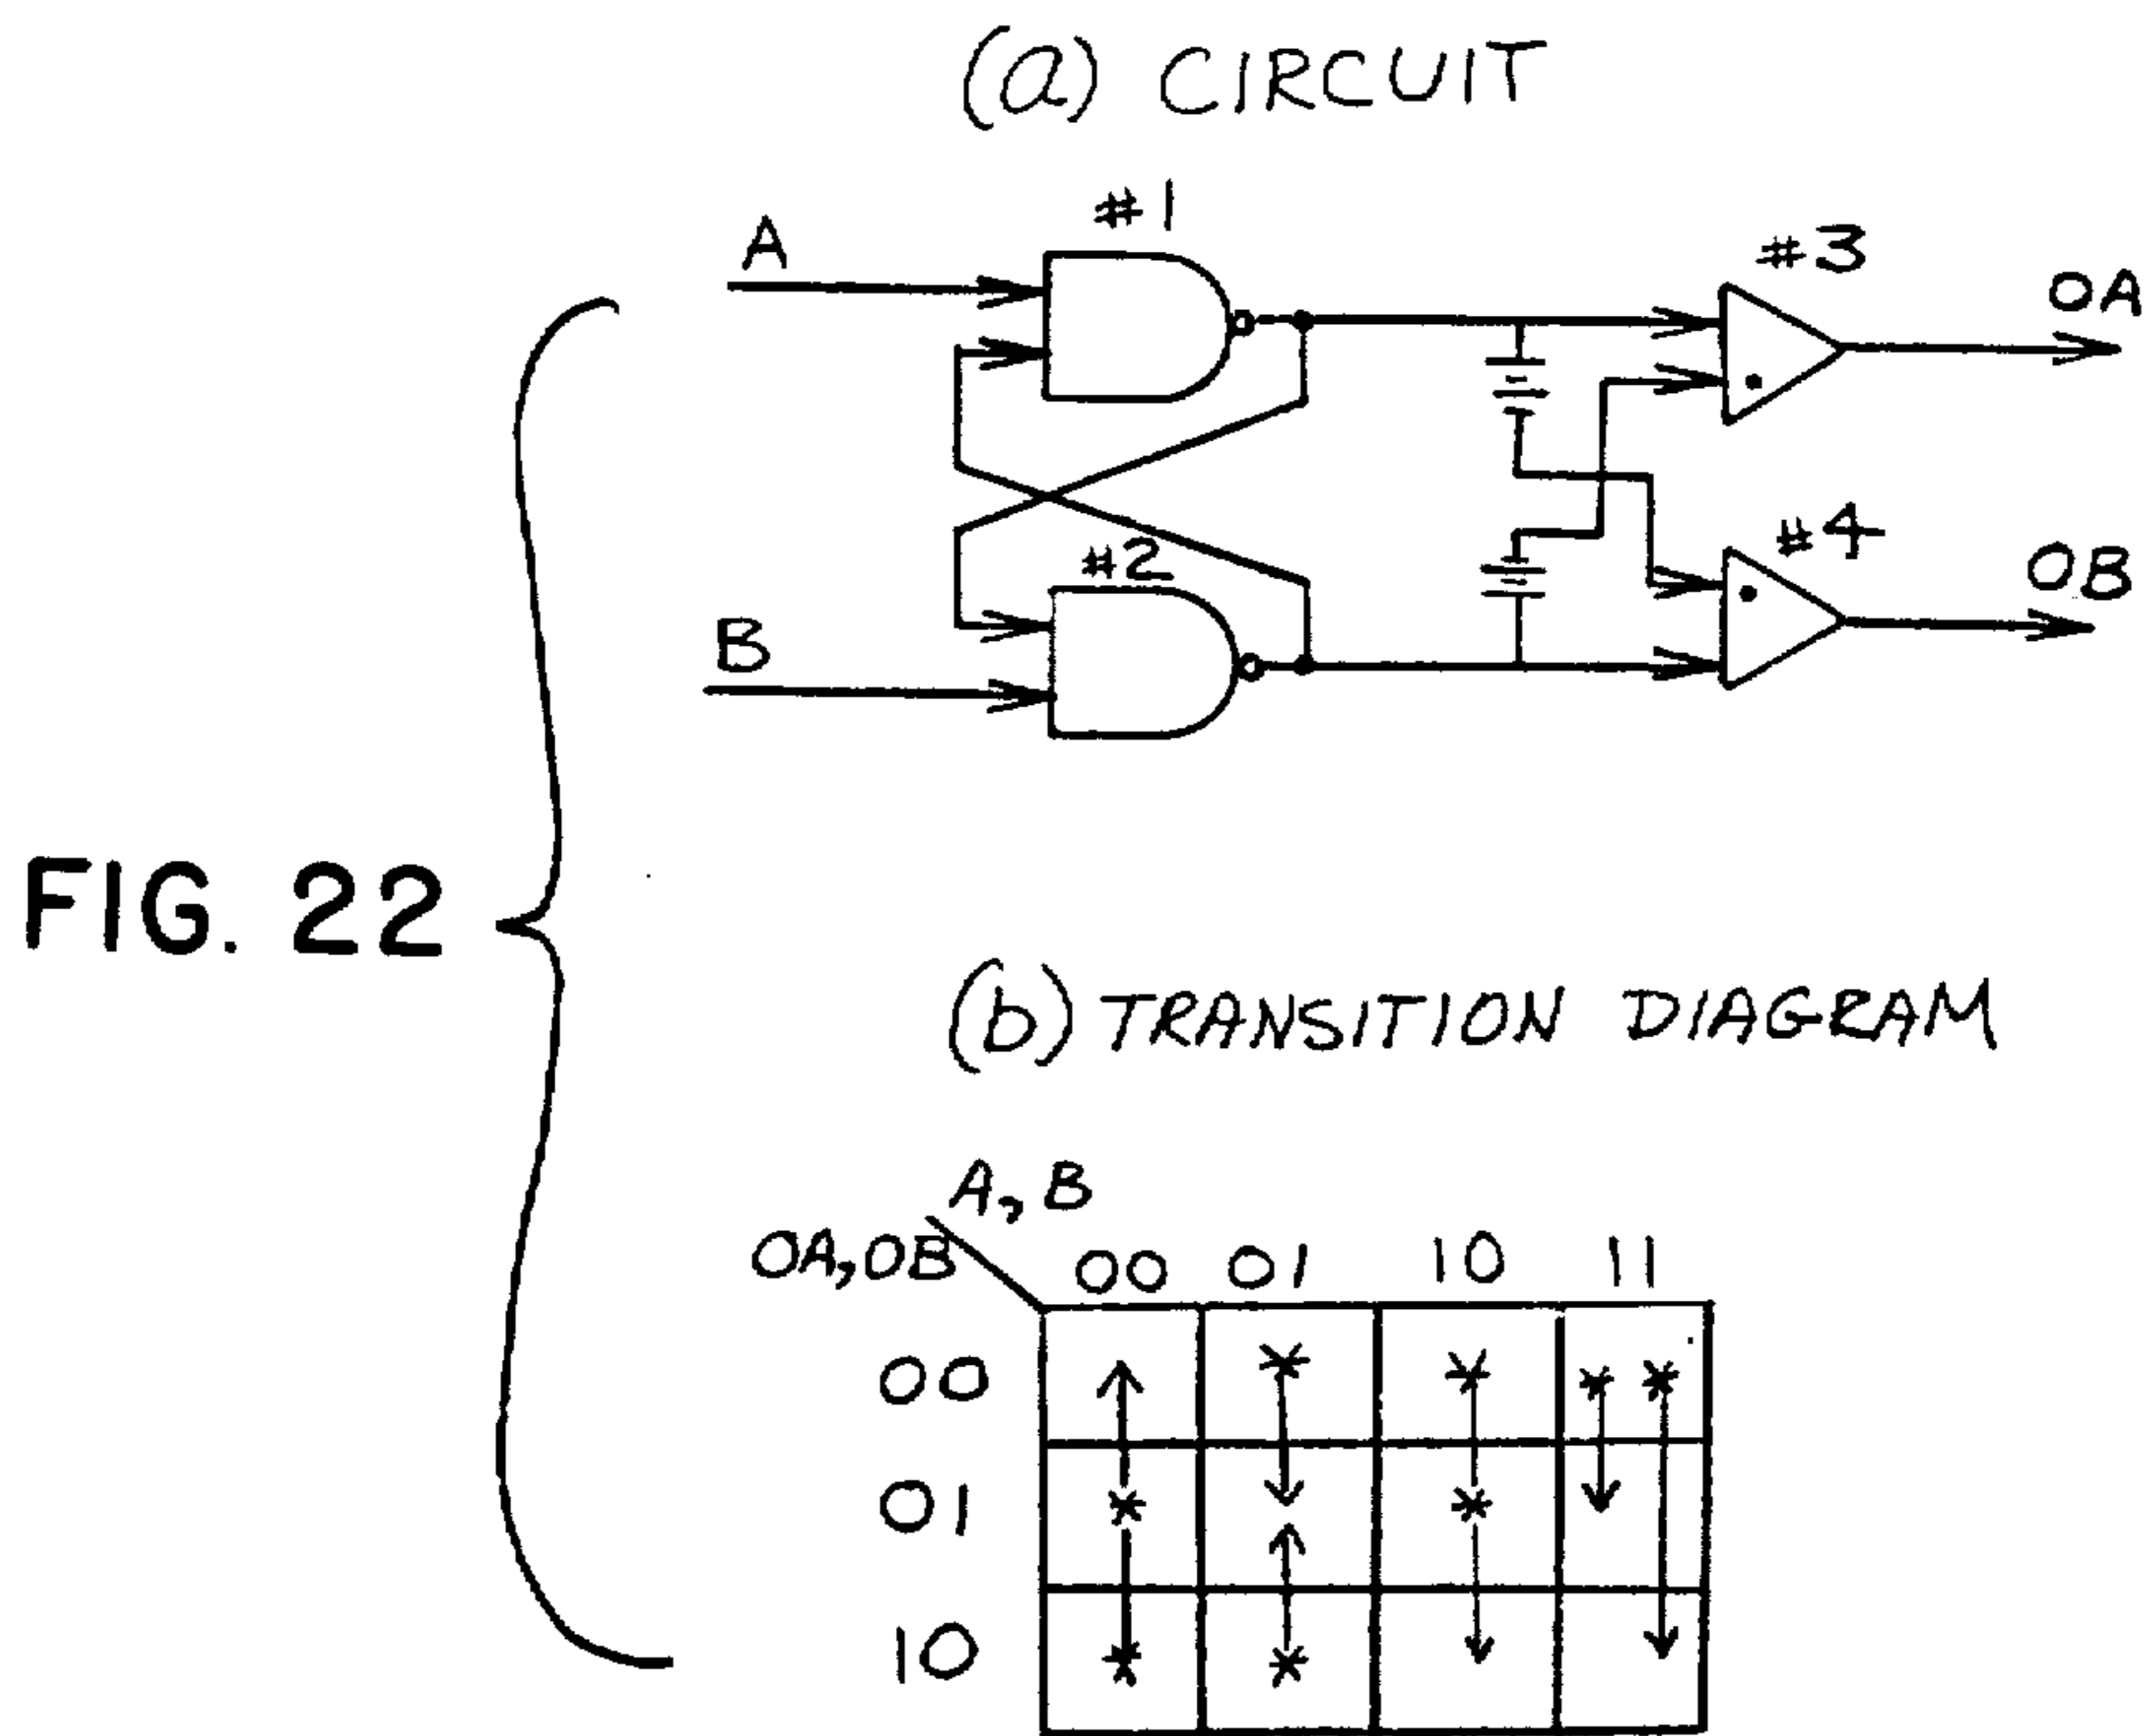 (a) CIRCUIT
#1
A
#3
OA
#2
#4
OB
B
FIG. 22
(b) TRANSITION DIAGRAM
A, B
OA, OB
00 01 10 11
00
01
10